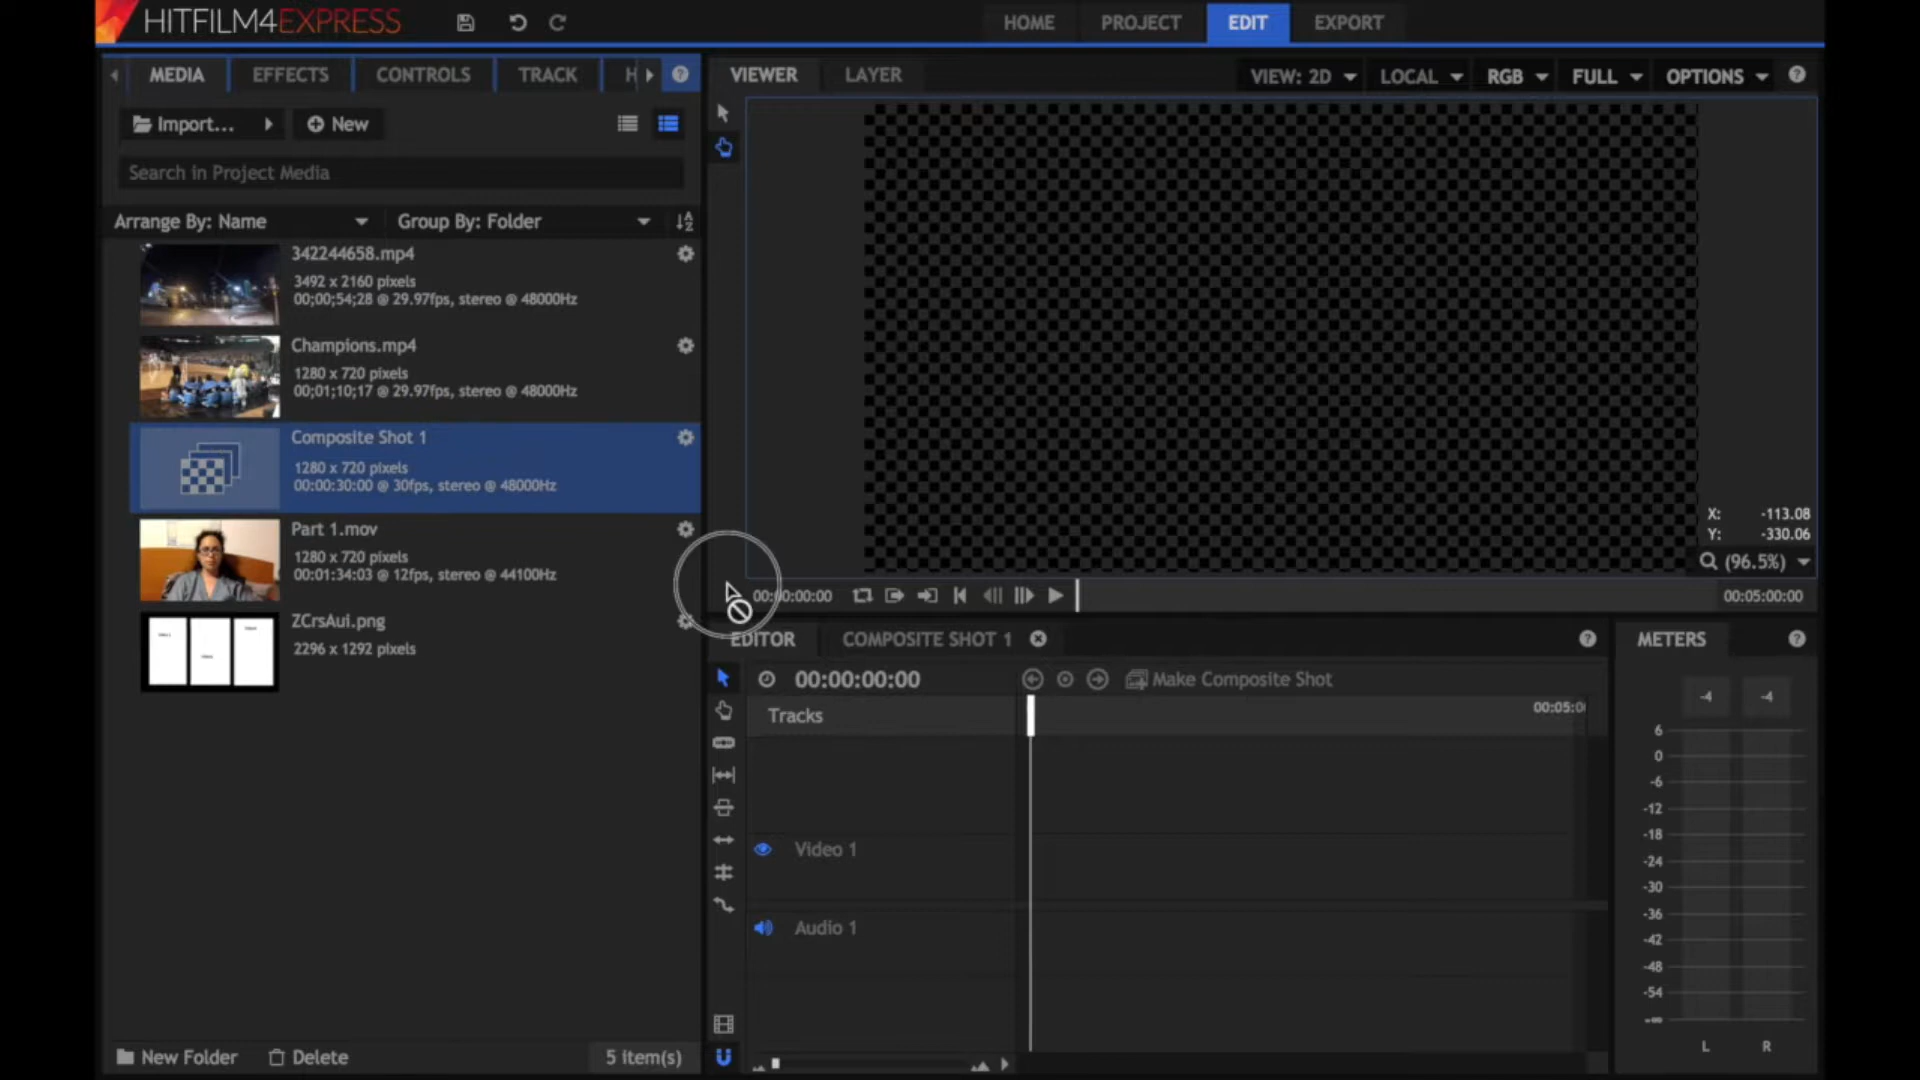 HITFILM4EXPRESS
HOME PROJECT EDIT EXPORT
MEDIA EFFECTS CONTROLS TRACK H
VIEWER LAYER
VIEW: 2D LOCAL RGB FULL OPTIONS
Import... New
Search in Project Media
Arrange By: Name Group By: Folder
342244658.mp4
3492 x 2160 pixels
00;00;54;28 @ 29.97fps, stereo @ 48000Hz
Champions.mp4
1280 x 720 pixels
00;01;10;17 @ 29.97fps, stereo @ 48000Hz
Composite Shot 1
1280 x 720 pixels
00:00:30:00 @ 30fps, stereo @ 48000Hz
Part 1.mov
1280 x 720 pixels
00:01:34:03 @ 12fps, stereo @ 44100Hz
ZCrsAui.png
2296 x 1292 pixels
New Folder Delete 5 item(s)
X: -113.08
Y: -330.06
(96.5%)
00:00:00:00
00:05:00:00
EDITOR COMPOSITE SHOT 1
00:00:00:00 Make Composite Shot
Tracks
00:05:0
Video 1
Audio 1
METERS
-4 -4
6
0
-6
-12
-18
-24
-30
-36
-42
-48
-54
-∞
L R